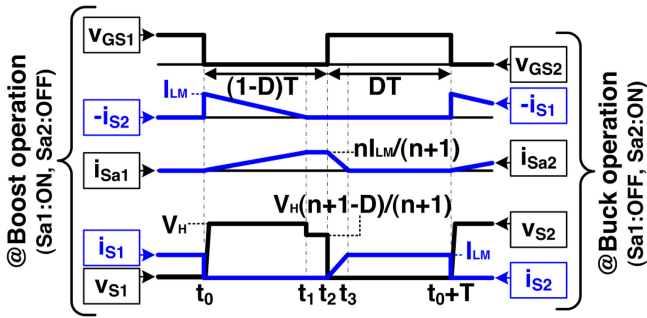 @Boost operation
(Sa1:ON, Sa2:OFF)
VGS1
VGS2
(1-D)T
DT
ILM
-iS2
-iS1
nILM/(n+1)
iSa1
iSa2
VH(n+1-D)/(n+1)
VH
vS2
iS1
ILM
vS1
iS2
t0
t1
t2
t3
t0+T
@Buck operation
(Sa1:OFF, Sa2:ON)